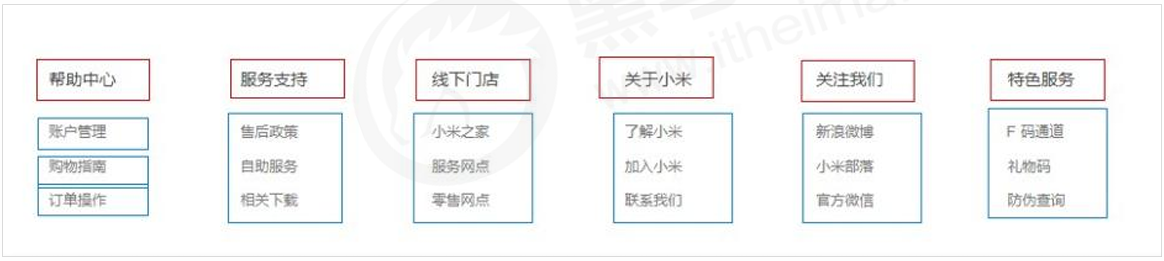 帮助中心 服务支持 线下门店 关于小米 关注我们 特色服务
账户管理 售后政策 小米之家 了解小米 新浪微博 F 码通道
购物指南 自助服务 服务网点 加入小米 小米部落 礼物码
订单操作 相关下载 零售网点 联系我们 官方微信 防伪查询
www.itheima